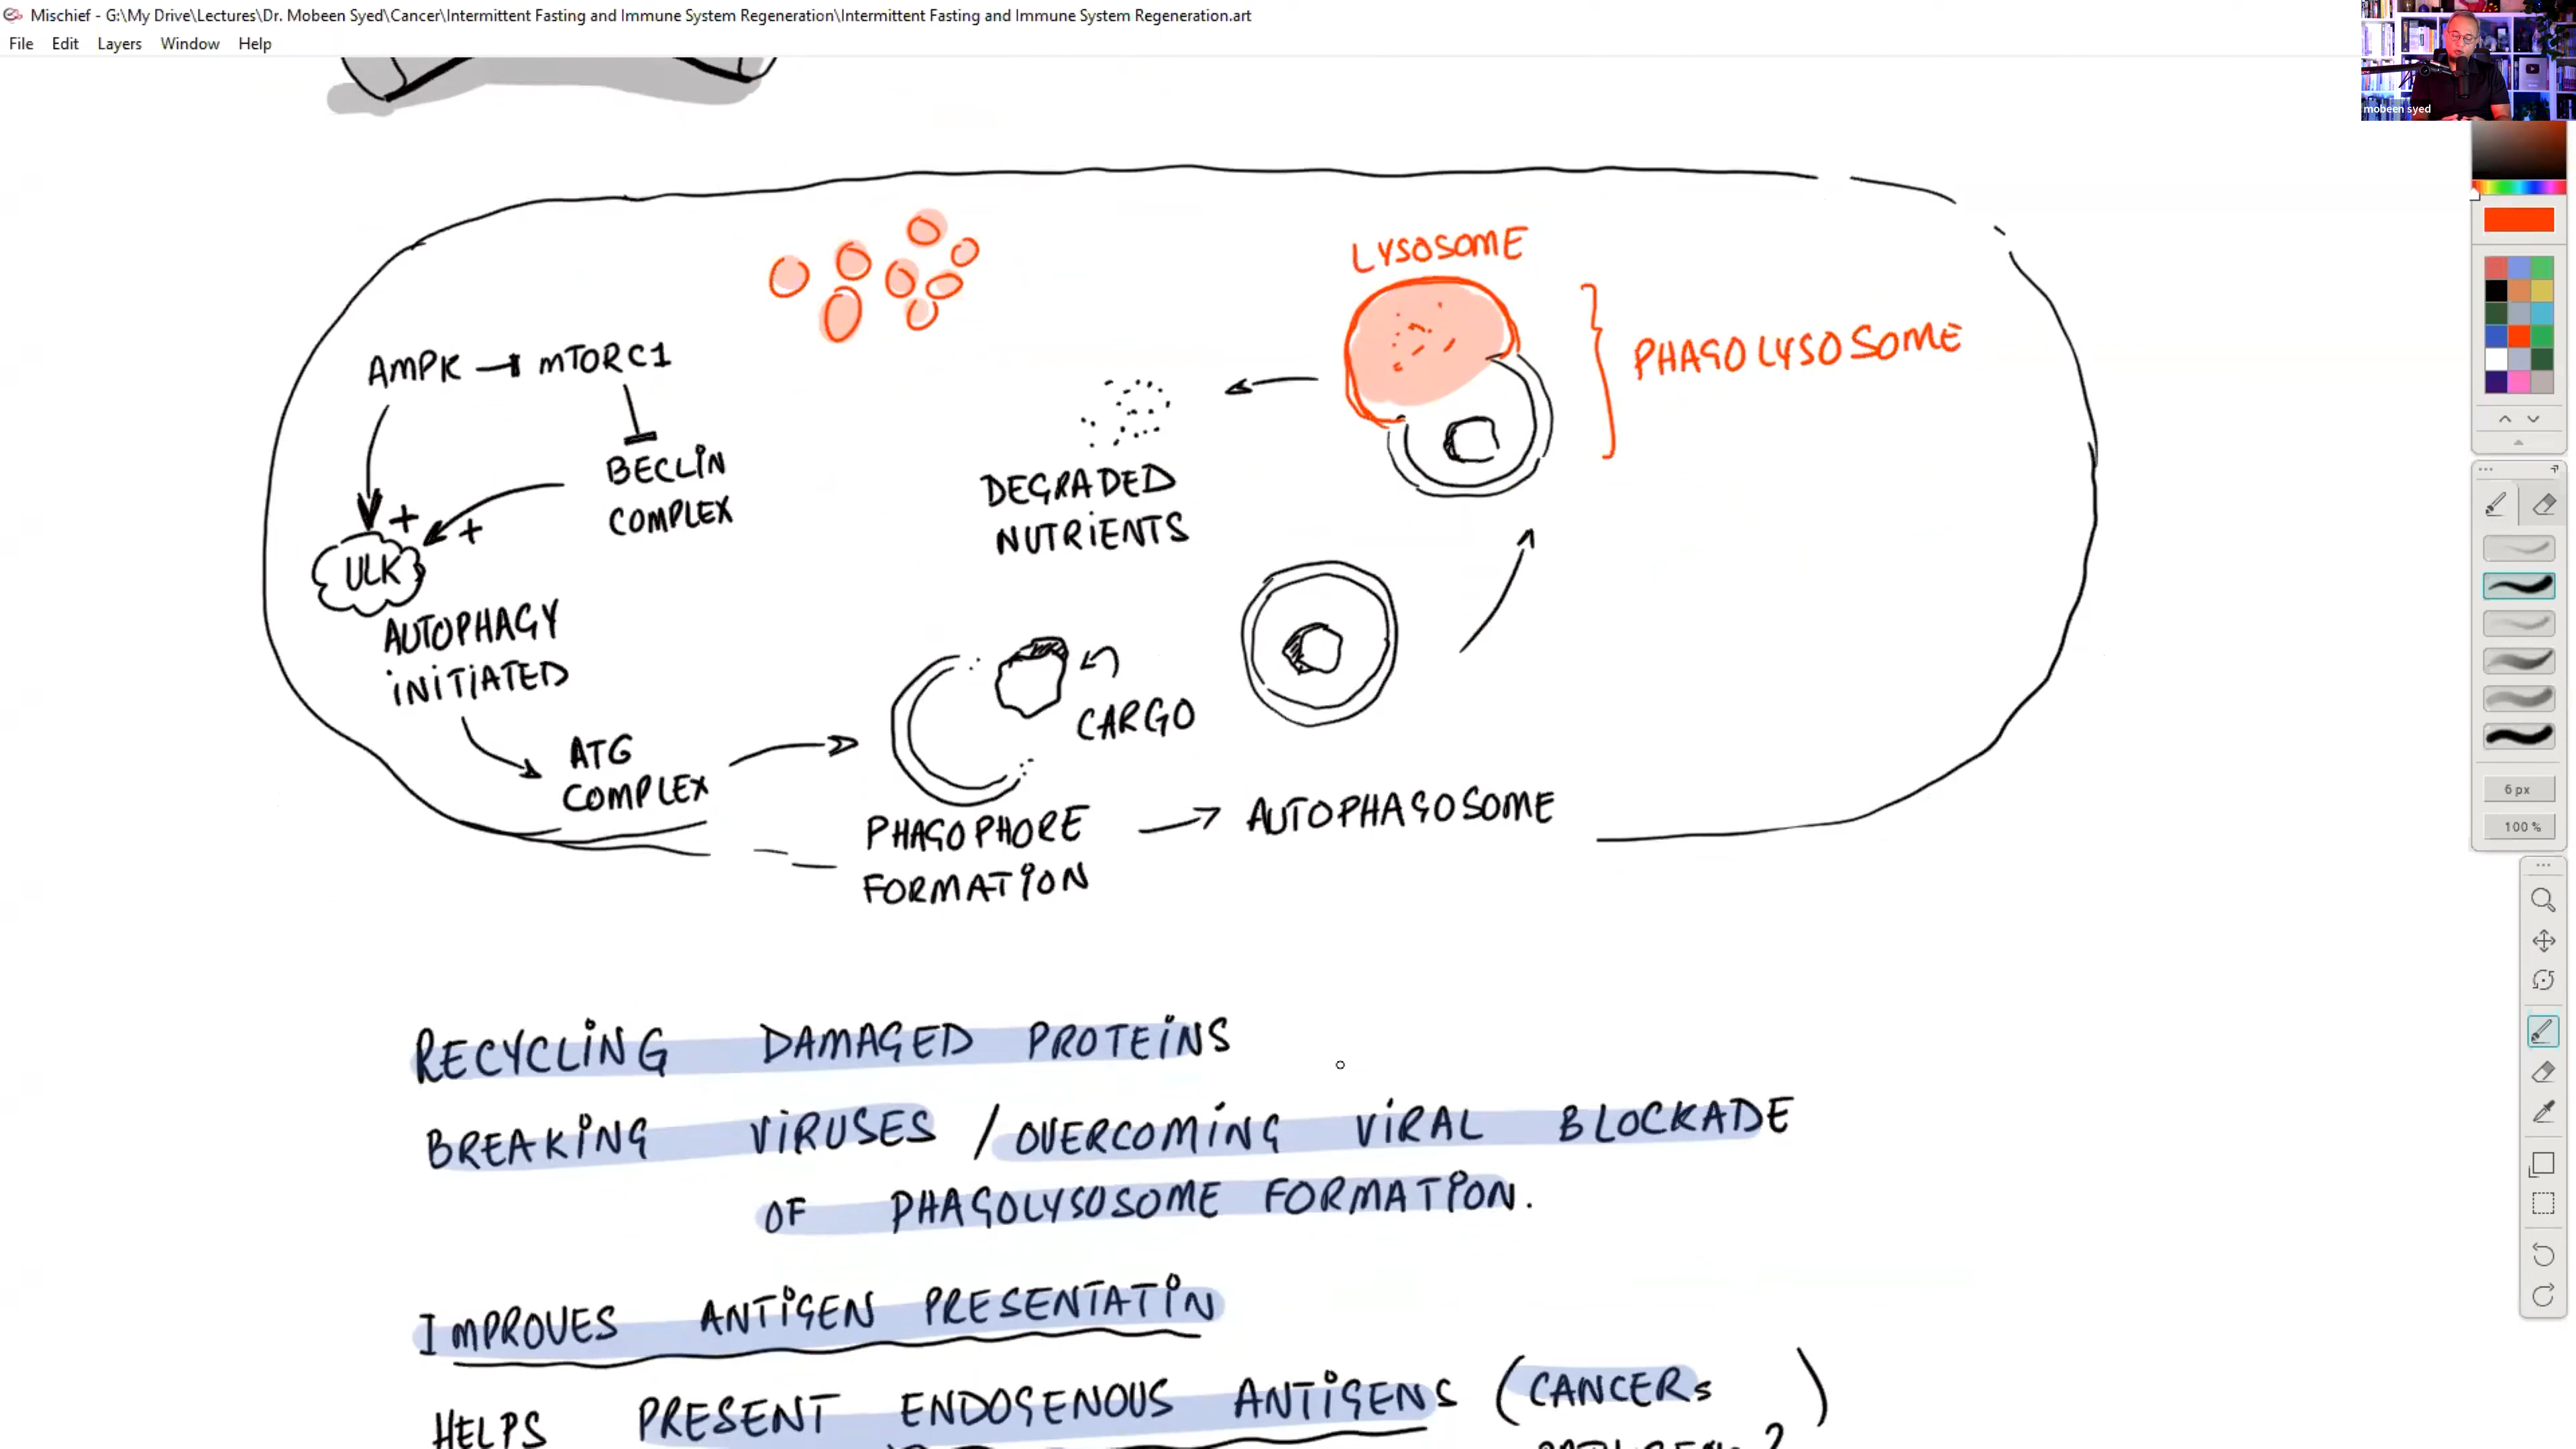 Mischief - G:\My Drive\Lectures\Dr. Mobeen Syed\Cancer\Intermittent Fasting and Immune System Regeneration\Intermittent Fasting and Immune System Regeneration.art
File Edit Layers Window Help
mobeen syed
LYSOSOME
PHAGOLYSOSOME
AMPK mTORC1
BECLIN
COMPLEX
+ +
ULK
AUTOPHAGY
INITIATED
DEGRADED
NUTRIENTS
ATG
COMPLEX
CARGO
PHAGOPHORE
FORMATION
AUTOPHAGOSOME
6 px
100 %
RECYCLING DAMAGED PROTEINS
BREAKING VIRUSES / OVERCOMING VIRAL BLOCKADE
OF PHAGOLYSOSOME FORMATION.
IMPROVES ANTIGEN PRESENTATIN
HELPS PRESENT ENDOGENOUS ANTIGENS (CANCERS )